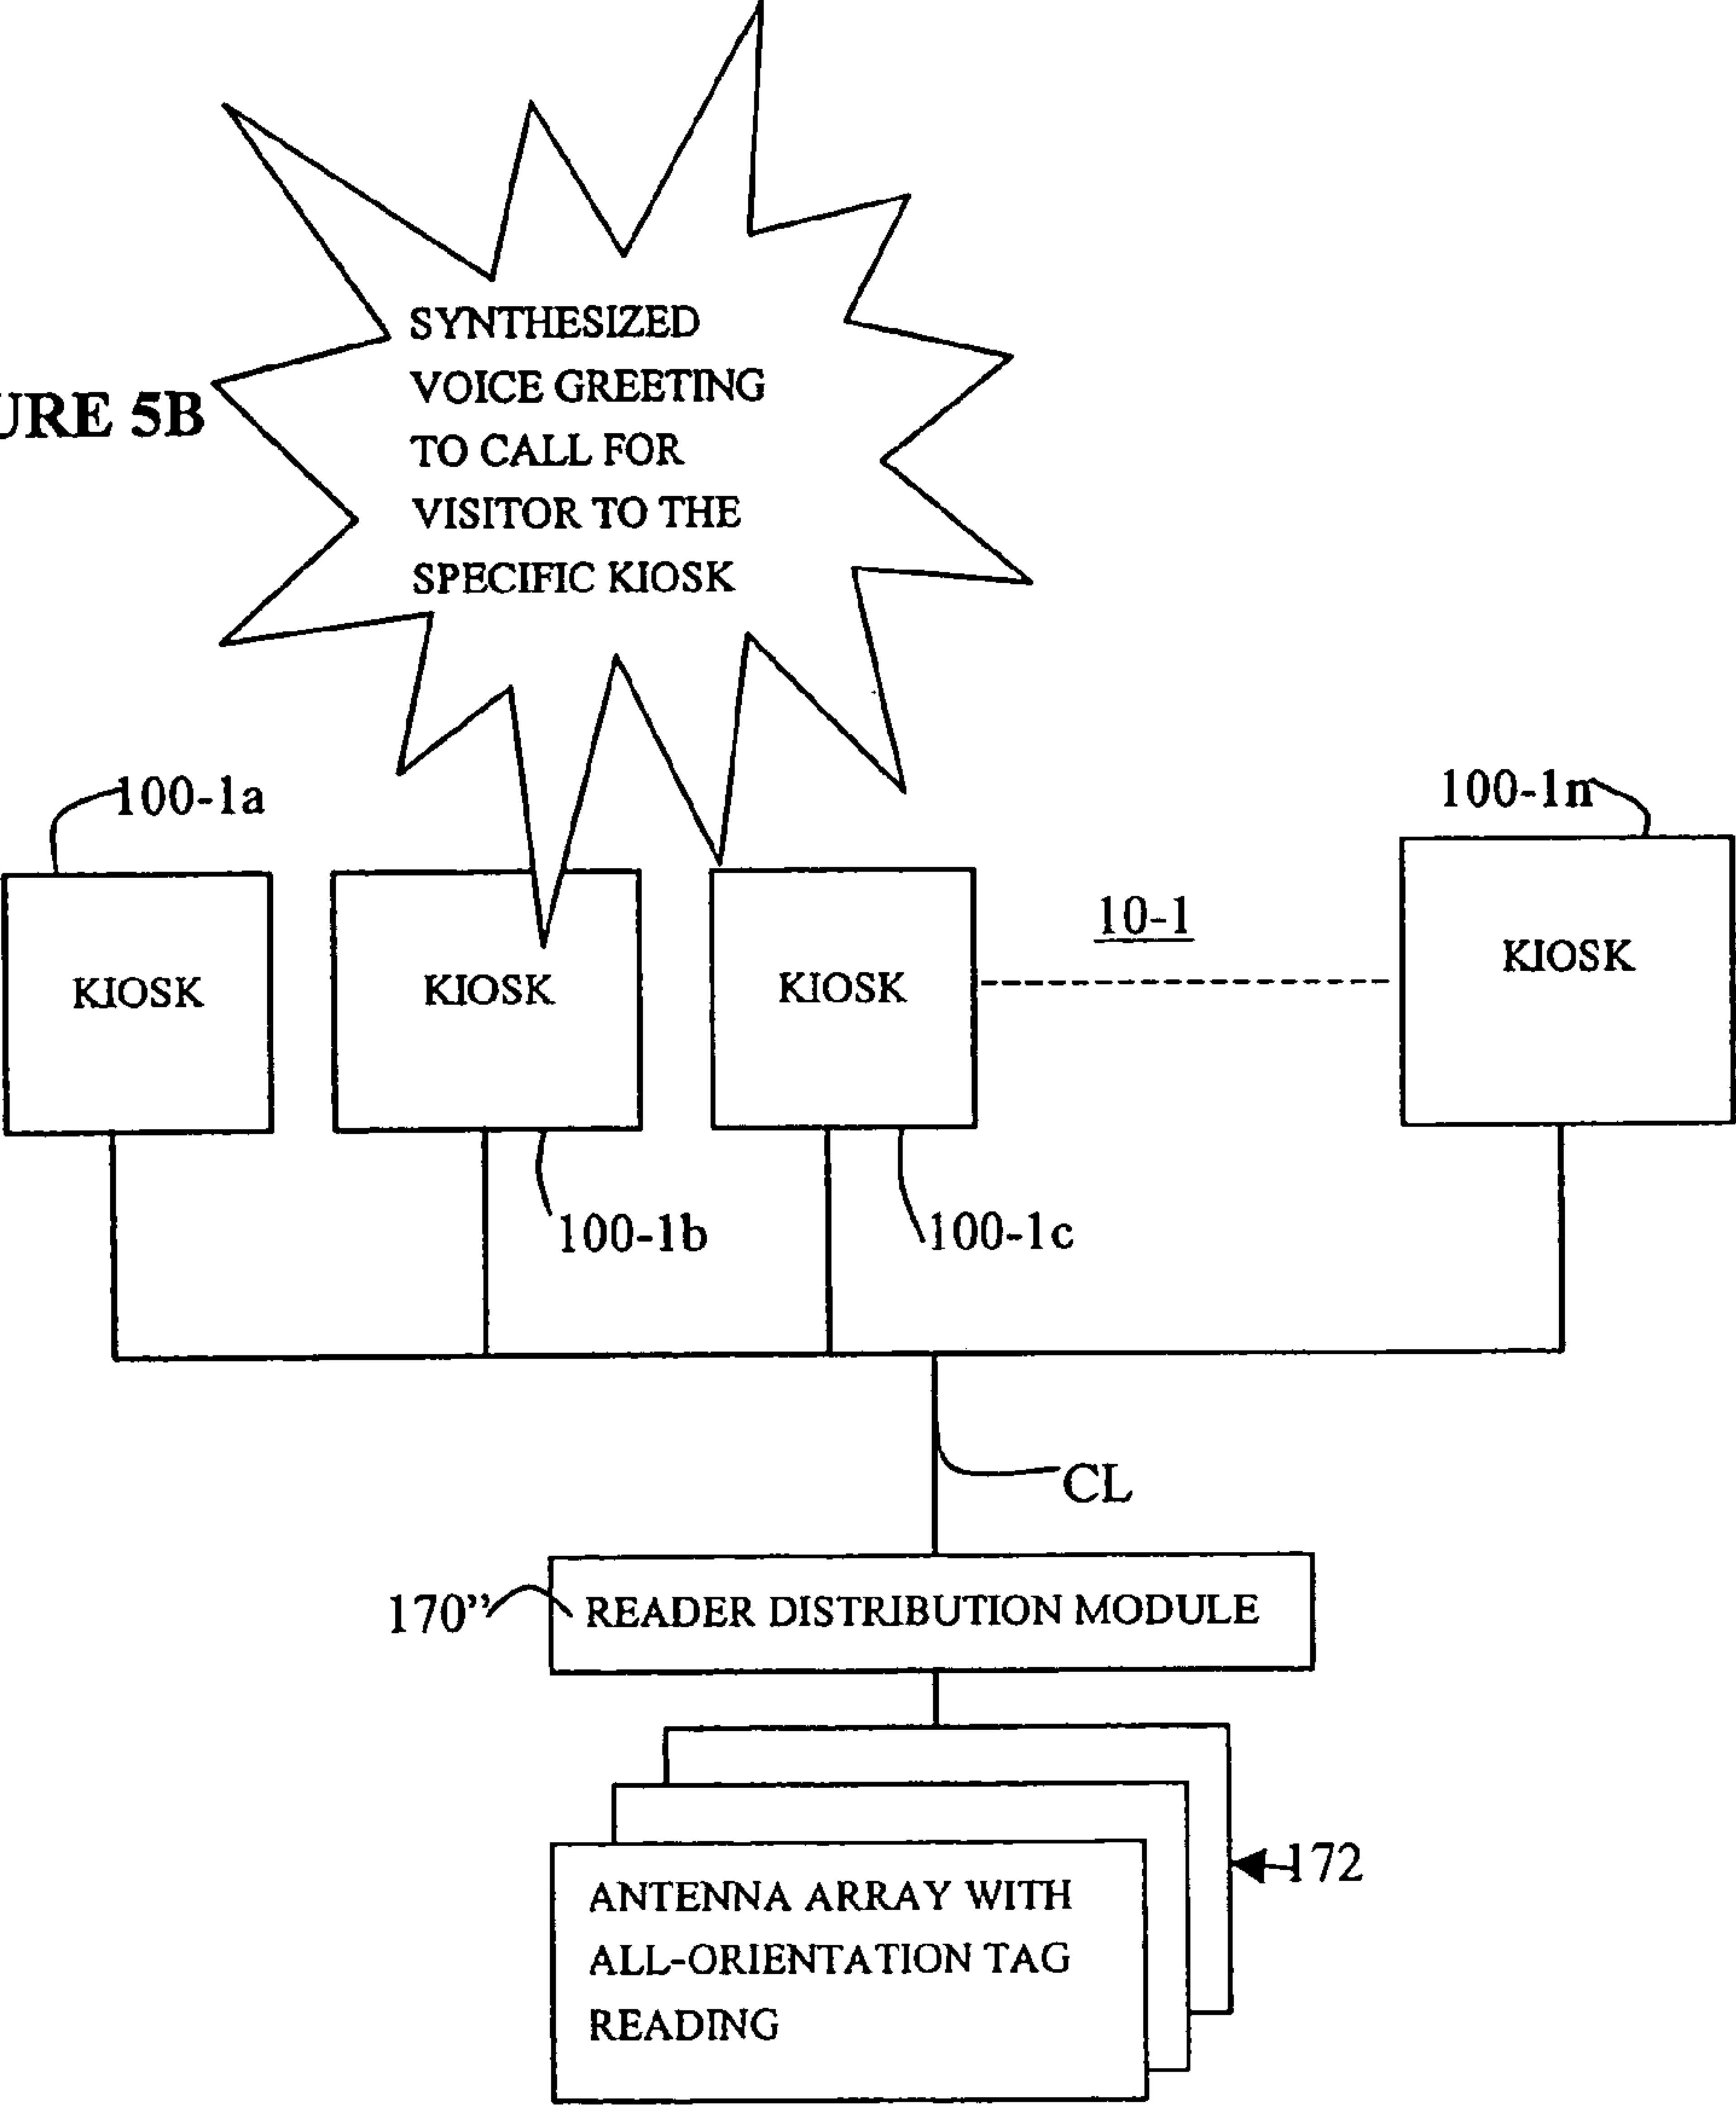 SYNTHESIZED
VOICE GREETING
TO CALL FOR
VISITOR TO THE
SPECIFIC KIOSK
URE 5B
100-1a
100-1n
10-1
KIOSK
KIOSK
KIOSK
KIOSK
100-1b
100-1c
CL
170”
READER DISTRIBUTION MODULE
172
ANTENNA ARRAY WITH
ALL-ORIENTATION TAG
READING